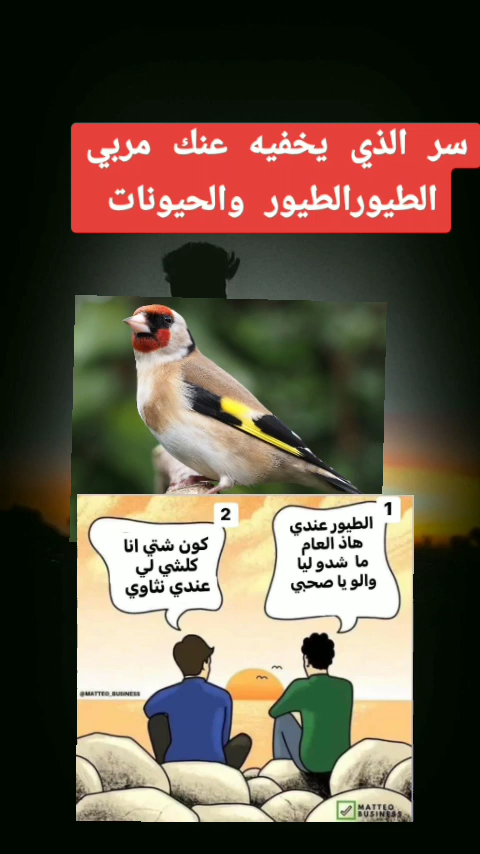 سر الذي يخفيه عنك مربي
الطيورالطيور والحيونات
1
الطيور عندي
هاذ العام
ما شدو ليا
والو يا صحبي
2
كون شتي انا
كلشي لي
عندي نثاوي
@MATTEO_BUSINESS
MATTEO
BUSINESS